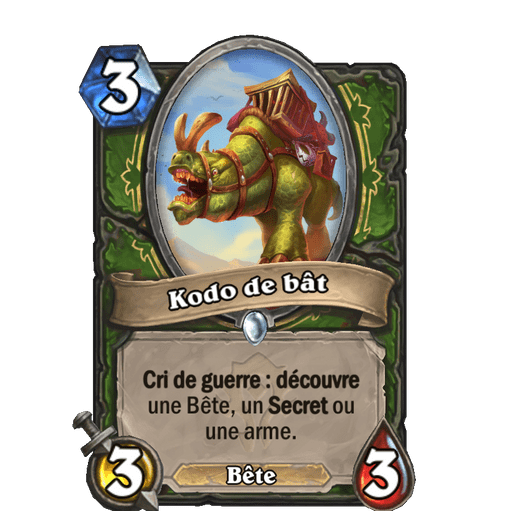 3
Kodo de bât
Cri de guerre : découvre
une Bête, un Secret ou
une arme.
3
Bête
3